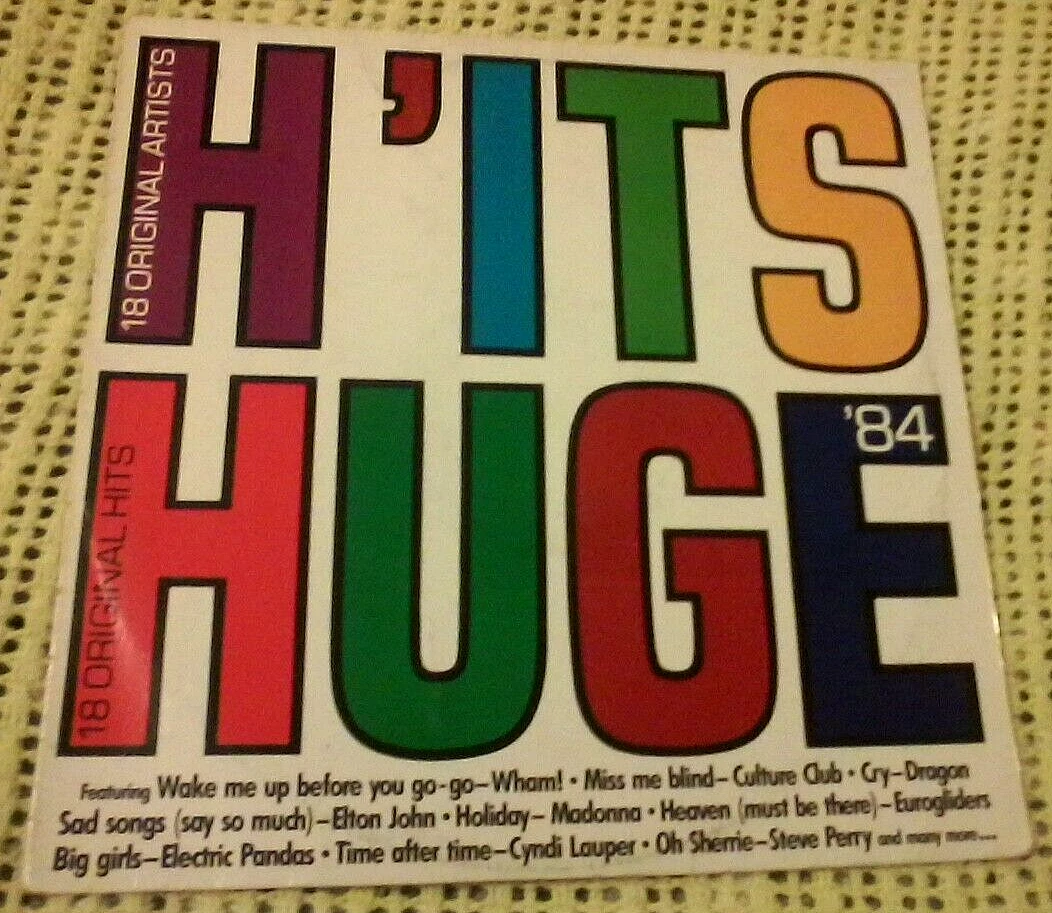 18 ORIGINAL ARTISTS
H'ITS
18 ORIGINAL HITS
HUGE
'84
Featuring Wake me up before you go-go–Wham! • Miss me blind–Culture Club • Cry–Dragon
Sad songs (say so much)–Elton John • Holiday–Madonna • Heaven (must be there)–Eurogliders
Big girls–Electric Pandas • Time after time–Cyndi Lauper • Oh Sherrie–Steve Perry and many more....